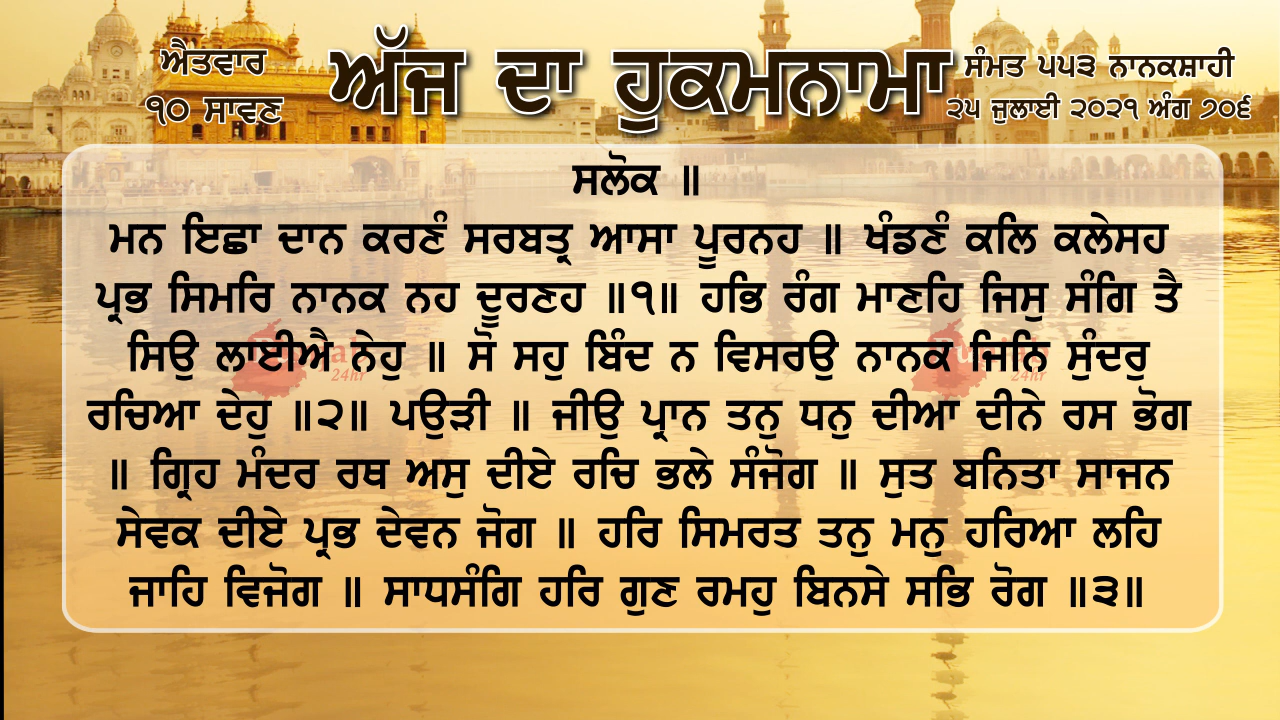 ਐਤਵਾਰ
੧੦ ਸਾਵਣ
ਅੱਜ ਦਾ ਹੁਕਮਨਾਮਾ
ਸੰਮਤ ੫੫੩ ਨਾਨਕਸ਼ਾਹੀ
੨੫ ਜੁਲਾਈ ੨੦੨੧ ਅੰਗ ੭੦੬
ਸਲੋਕ ॥
ਮਨ ਇਛਾ ਦਾਨ ਕਰਣੰ ਸਰਬਤ੍ਰ ਆਸਾ ਪੂਰਨਹ ॥ ਖੰਡਣੰ ਕਲਿ ਕਲੇਸਹ
ਪ੍ਰਭ ਸਿਮਰਿ ਨਾਨਕ ਨਹ ਦੂਰਣਹ ॥੧॥ ਹਭਿ ਰੰਗ ਮਾਣਹਿ ਜਿਸੁ ਸੰਗਿ ਤੈ
ਸਿਉ ਲਾਈਐ ਨੇਹੁ ॥ ਸੋ ਸਹੁ ਬਿੰਦ ਨ ਵਿਸਰਉ ਨਾਨਕ ਜਿਨਿ ਸੁੰਦਰੁ
ਰਚਿਆ ਦੇਹੁ ॥੨॥ ਪਉੜੀ ॥ ਜੀਉ ਪ੍ਰਾਨ ਤਨੁ ਧਨੁ ਦੀਆ ਦੀਨੇ ਰਸ ਭੋਗ
॥ ਗ੍ਰਿਹ ਮੰਦਰ ਰਥ ਅਸੁ ਦੀਏ ਰਚਿ ਭਲੇ ਸੰਜੋਗ ॥ ਸੁਤ ਬਨਿਤਾ ਸਾਜਨ
ਸੇਵਕ ਦੀਏ ਪ੍ਰਭ ਦੇਵਨ ਜੋਗ ॥ ਹਰਿ ਸਿਮਰਤ ਤਨੁ ਮਨੁ ਹਰਿਆ ਲਹਿ
ਜਾਹਿ ਵਿਜੋਗ ॥ ਸਾਧਸੰਗਿ ਹਰਿ ਗੁਣ ਰਮਹੁ ਬਿਨਸੇ ਸਭਿ ਰੋਗ ॥੩॥
24hr
24hr